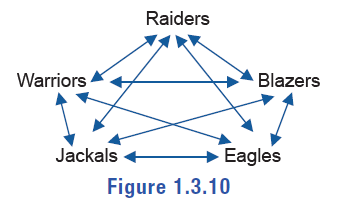 Raiders
Warriors Blazers
Jackals Eagles
Figure 1.3.10